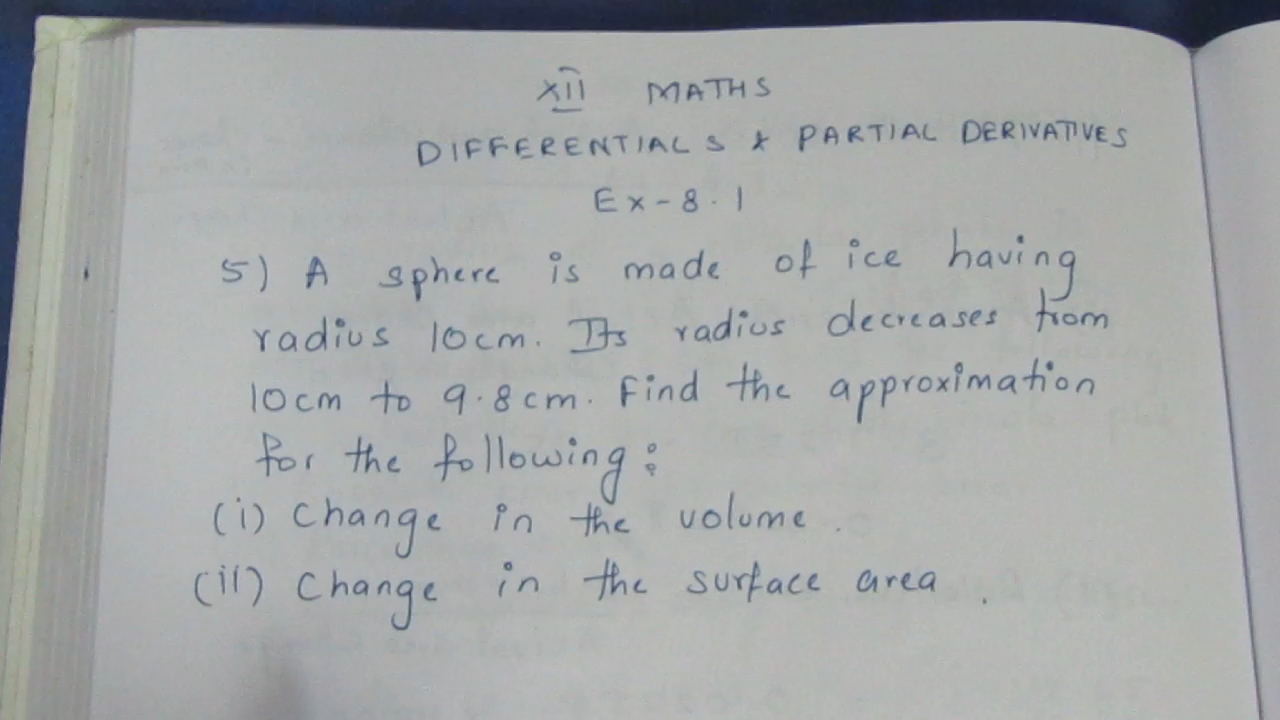 XII MATHS
DIFFERENTIALS & PARTIAL DERIVATIVES
Ex-8.1
5) A sphere is made of ice having
radius 10cm. Its radius decreases from
10cm to 9.8cm. Find the approximation
for the following:
(i) Change in the volume.
(ii) Change in the surface area.